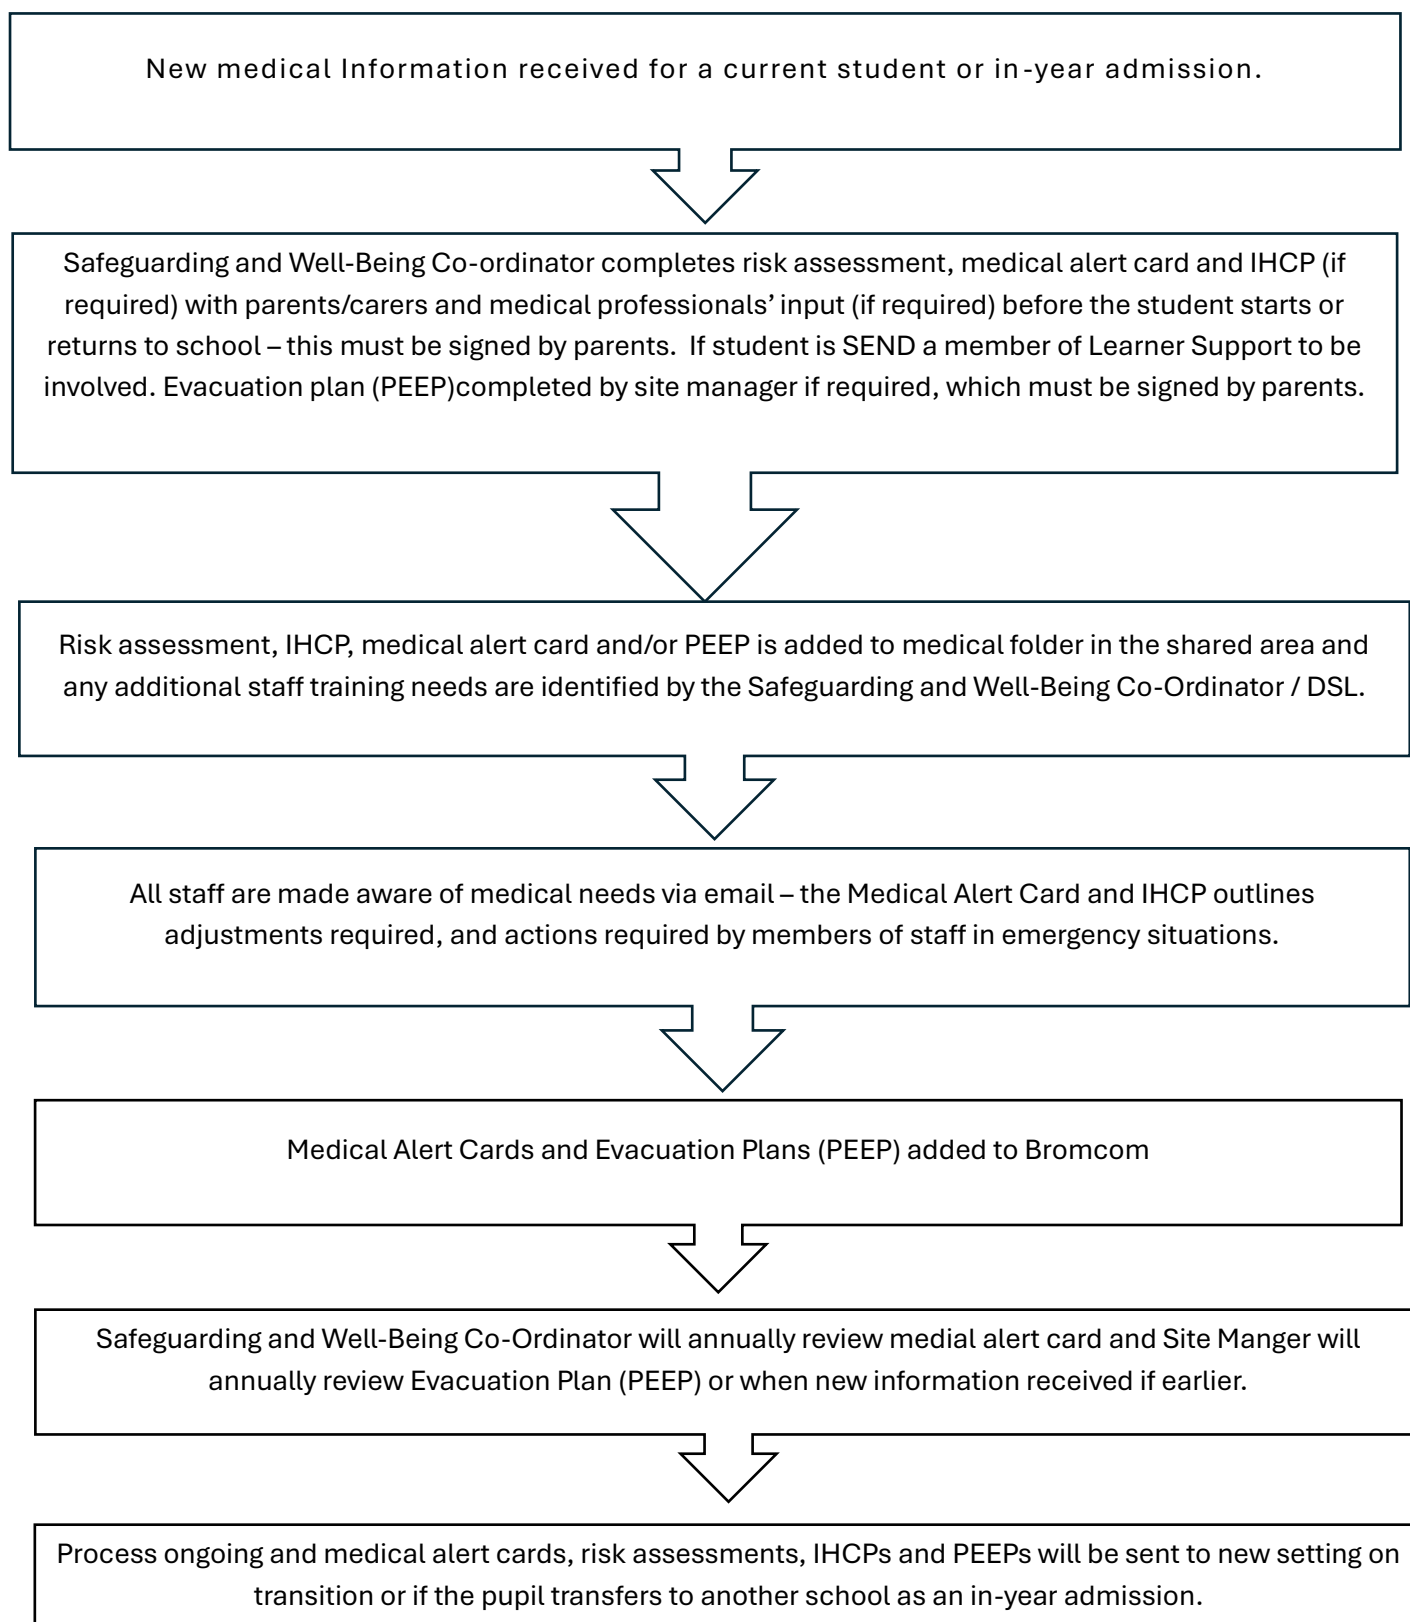 New medical Information received for a current student or in-year admission.
Safeguarding and Well-Being Co-ordinator completes risk assessment, medical alert card and IHCP (if
required) with parents/carers and medical professionals’ input (if required) before the student starts or
returns to school – this must be signed by parents.  If student is SEND a member of Learner Support to be
involved. Evacuation plan (PEEP)completed by site manager if required, which must be signed by parents.
Risk assessment, IHCP, medical alert card and/or PEEP is added to medical folder in the shared area and
any additional staff training needs are identified by the Safeguarding and Well-Being Co-Ordinator / DSL.
All staff are made aware of medical needs via email – the Medical Alert Card and IHCP outlines
adjustments required, and actions required by members of staff in emergency situations.
Medical Alert Cards and Evacuation Plans (PEEP) added to Bromcom
Safeguarding and Well-Being Co-Ordinator will annually review medial alert card and Site Manger will
annually review Evacuation Plan (PEEP) or when new information received if earlier.
Process ongoing and medical alert cards, risk assessments, IHCPs and PEEPs will be sent to new setting on
transition or if the pupil transfers to another school as an in-year admission.